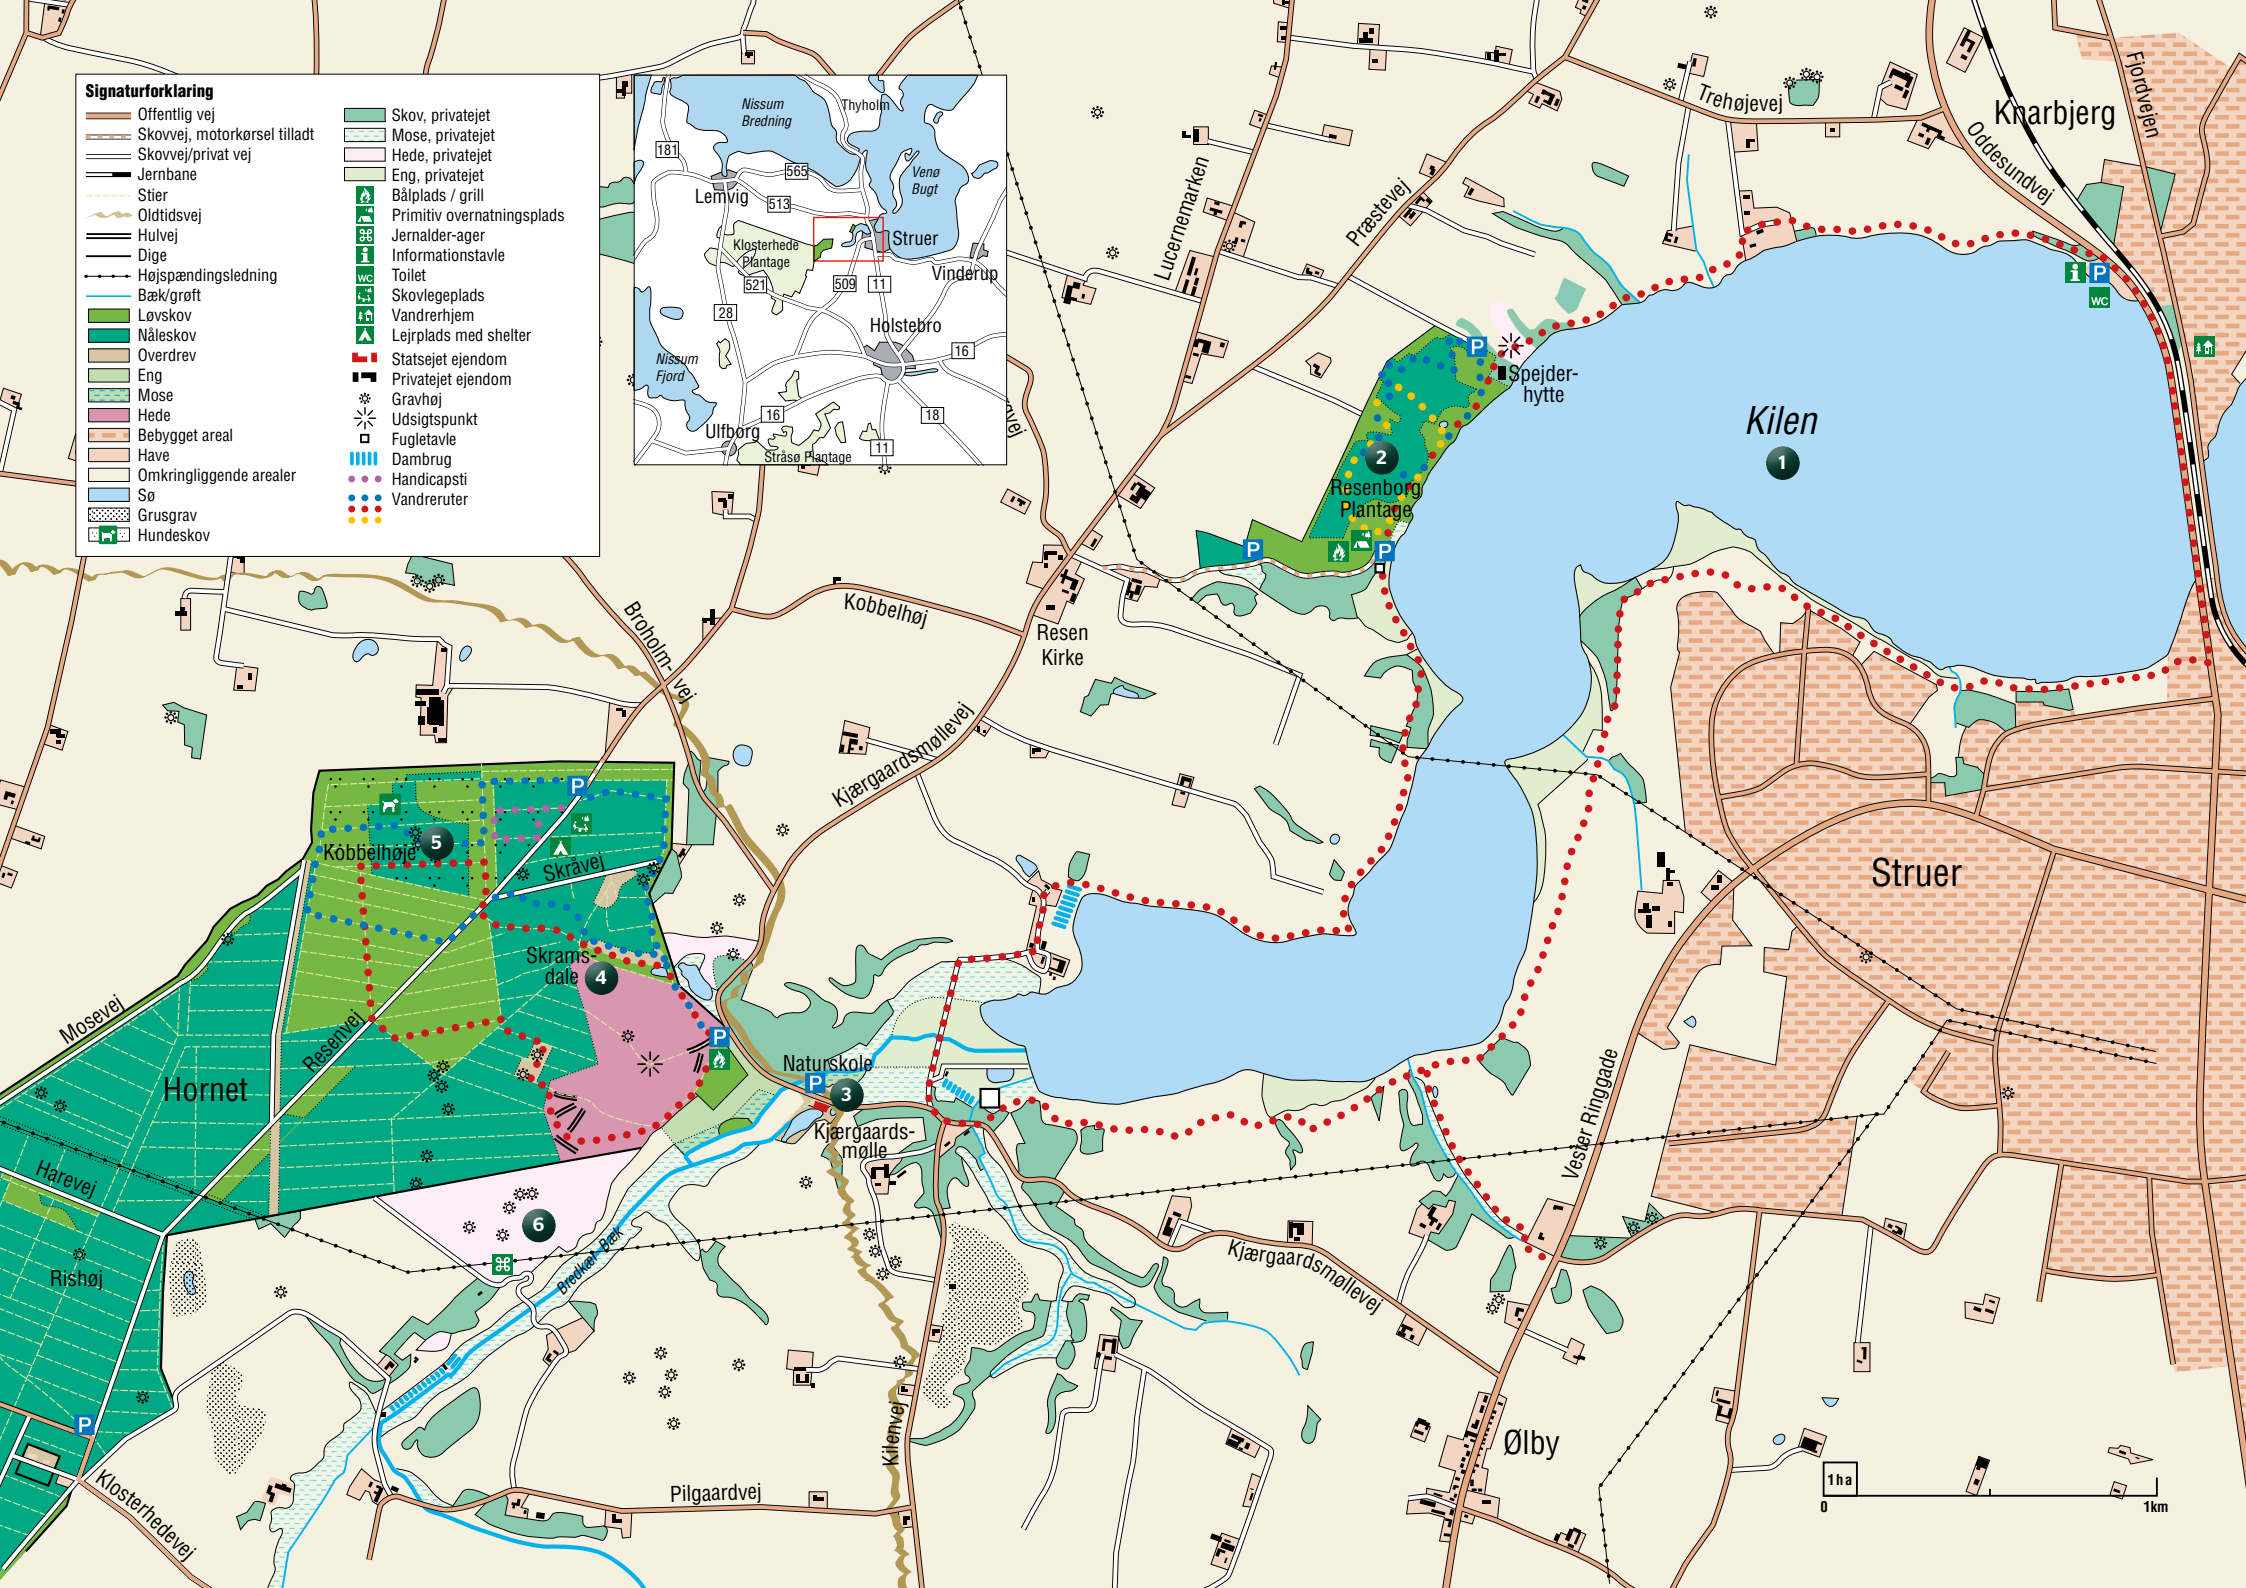 Signaturforklaring
Offentlig vej
Skovvej, motorkørsel tilladt
Skovvej/privat vej
Jernbane
Stier
Oldtidsvej
Hulvej
Dige
Højspændingsledning
Bæk/grøft
Løvskov
Nåleskov
Overdrev
Eng
Mose
Hede
Bebygget areal
Have
Omkringliggende arealer
Sø
Grusgrav
Hundeskov
Skov, privatejet
Mose, privatejet
Hede, privatejet
Eng, privatejet
Bålplads / grill
Primitiv overnatningsplads
Jernalder-ager
Informationstavle
WC Toilet
Skovlegeplads
Vandrerhjem
Lejrplads med shelter
Statsejet ejendom
Privatejet ejendom
Gravhøj
Udsigtspunkt
Fugletavle
Dambrug
Handicapsti
Vandreruter
Nissum
Bredning
Thyholm
181
565
Venø
Bugt
Lemvig
513
Klosterhede
Plantage
Struer
Vinderup
521
509
11
28
Holstebro
16
Nissum
Fjord
16
18
Ulfborg
11
Stråsø Plantage
Lucernemarken
Præstevej
Trehøjevej
Knarbjerg
Oddesundvej
Fjordvejen
P
WC
P
Spejder-
hytte
Kilen
1
2
Resenborg
Plantage
P
P
Kobbelhøj
Resen
Kirke
Broholm-
vej
Kjærgaardsmøllevej
P
5
Kobbelhøje
Skråvej
Skrams-
dale
4
Struer
Mosevej
Resenvej
Hornet
P
Naturskole
P
3
Kjærgaards-
mølle
Vester Ringgade
Harevej
6
Rishøj
Bredkær Bæk
Kjærgaardsmøllevej
P
Kilenvej
Ølby
Klosterhedevej
Pilgaardvej
1ha
0
1km